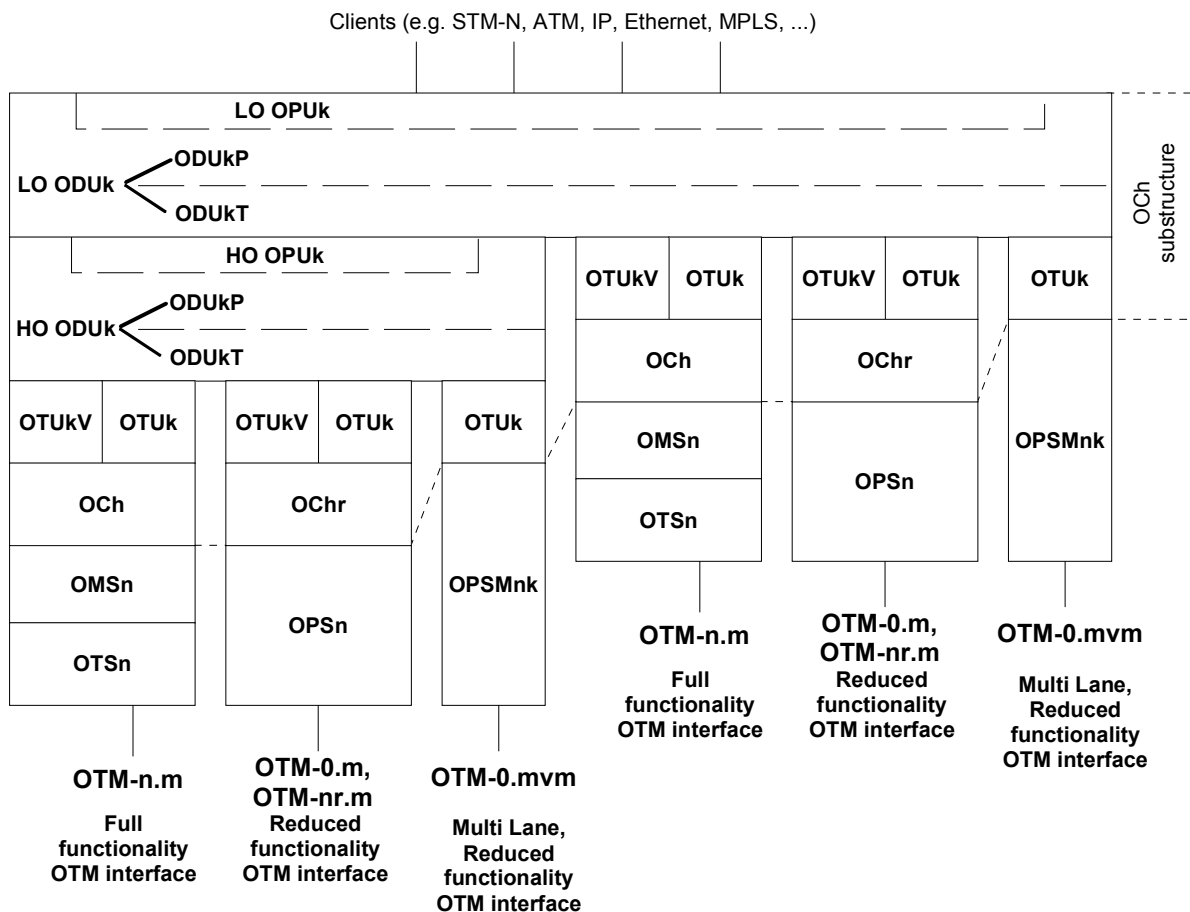 Clients (e.g. STM-N, ATM, IP, Ethernet, MPLS, ...)
LO OPUk
ODUkP
LO ODUk
ODUkT
OCh
substructure
HO OPUk
ODUkP
HO ODUk
ODUkT
OTUkV OTUk
OTUkV OTUk
OTUk
OCh
OChr
OMSn
OPSn
OPSMnk
OTSn
OTUkV OTUk
OTUkV OTUk
OTUk
OCh
OChr
OMSn
OPSn
OPSMnk
OTSn
OTM-n.m
Full
functionality
OTM interface
OTM-0.m,
OTM-nr.m
Reduced
functionality
OTM interface
OTM-0.mvm
Multi Lane,
Reduced
functionality
OTM interface
OTM-n.m
Full
functionality
OTM interface
OTM-0.m,
OTM-nr.m
Reduced
functionality
OTM interface
OTM-0.mvm
Multi Lane,
Reduced
functionality
OTM interface